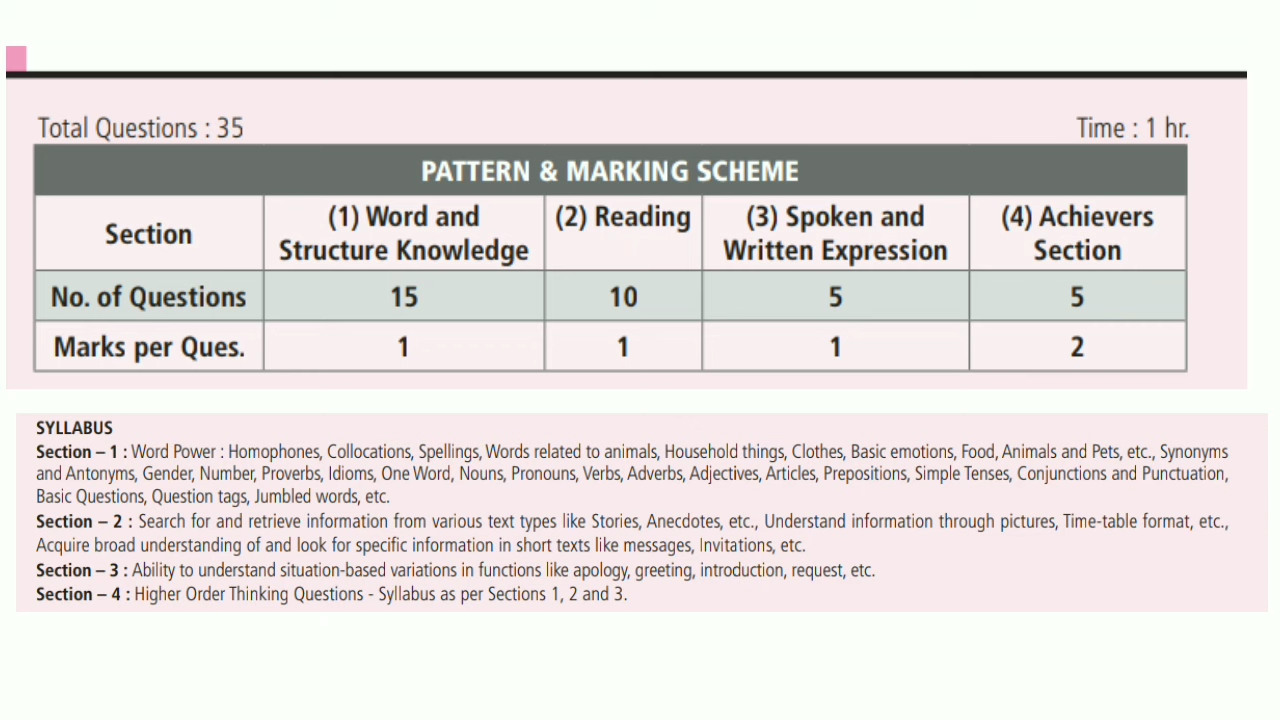 Total Questions : 35 Time : 1 hr.
PATTERN & MARKING SCHEME
Section (1) Word and Structure Knowledge (2) Reading (3) Spoken and Written Expression (4) Achievers Section
No. of Questions 15 10 5 5
Marks per Ques. 1 1 1 2
SYLLABUS
Section – 1 : Word Power : Homophones, Collocations, Spellings, Words related to animals, Household things, Clothes, Basic emotions, Food, Animals and Pets, etc., Synonyms
and Antonyms, Gender, Number, Proverbs, Idioms, One Word, Nouns, Pronouns, Verbs, Adverbs, Adjectives, Articles, Prepositions, Simple Tenses, Conjunctions and Punctuation,
Basic Questions, Question tags, Jumbled words, etc.
Section – 2 : Search for and retrieve information from various text types like Stories, Anecdotes, etc., Understand information through pictures, Time-table format, etc.,
Acquire broad understanding of and look for specific information in short texts like messages, Invitations, etc.
Section – 3 : Ability to understand situation-based variations in functions like apology, greeting, introduction, request, etc.
Section – 4 : Higher Order Thinking Questions - Syllabus as per Sections 1, 2 and 3.